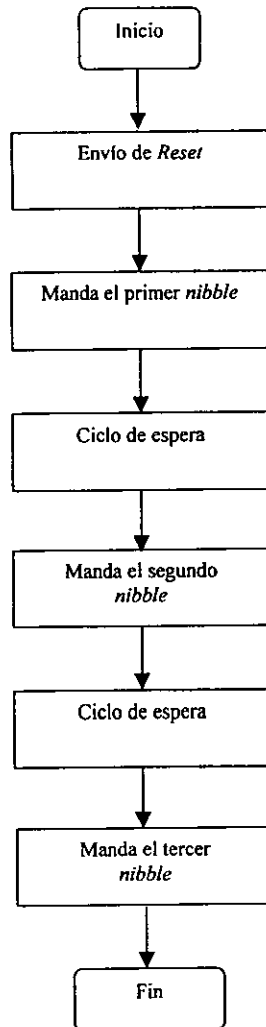 Inicio
Envío de Reset
Manda el primer nibble
Ciclo de espera
Manda el segundo
nibble
Ciclo de espera
Manda el tercer
nibble
Fin